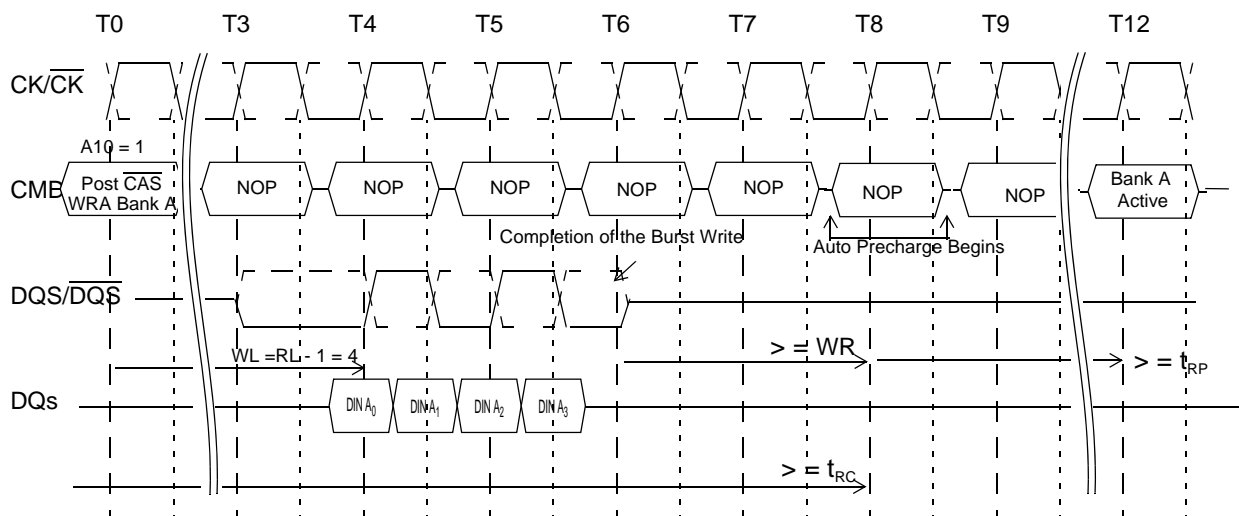 T0 T3 T4 T5 T6 T7 T8 T9 T12
CK/CK
A10 = 1
CMD
Post CAS
WRA Bank A
NOP NOP NOP NOP NOP NOP NOP
Bank A
Active
Completion of the Burst Write
Auto Precharge Begins
DQS/DQS
WL =RL - 1 = 4
> = WR
> = tRP
DQs
DIN A0 DIN A1 DIN A2 DIN A3
> = tRC